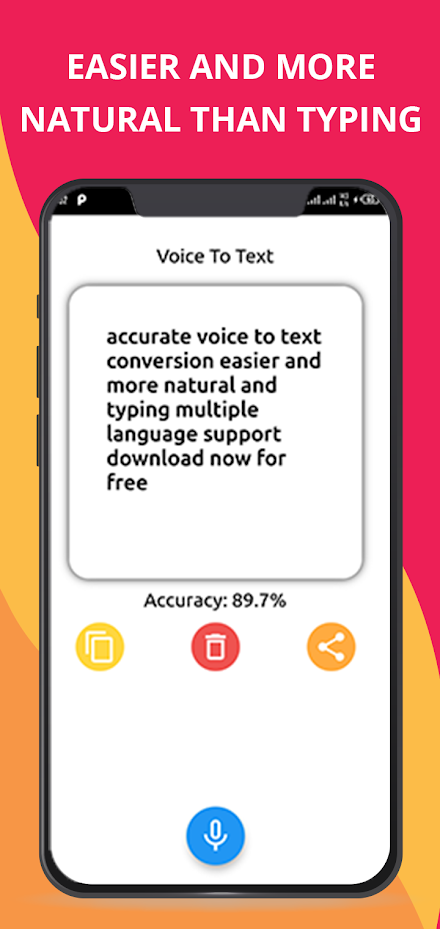 EASIER AND MORE
NATURAL THAN TYPING
Voice To Text
accurate voice to text
conversion easier and
more natural and
typing multiple
language support
download now for
free
Accuracy: 89.7%